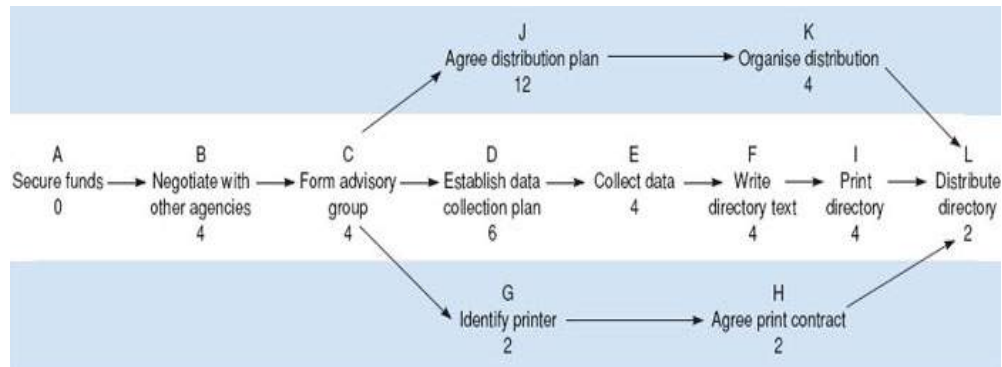 J
Agree distribution plan
12
K
Organise distribution
4
A
Secure funds
0
B
Negotiate with
other agencies
4
C
Form advisory
group
4
D
Establish data
collection plan
6
E
Collect data
4
F
Write
directory text
4
I
Print
directory
4
L
Distribute
directory
2
G
Identify printer
2
H
Agree print contract
2